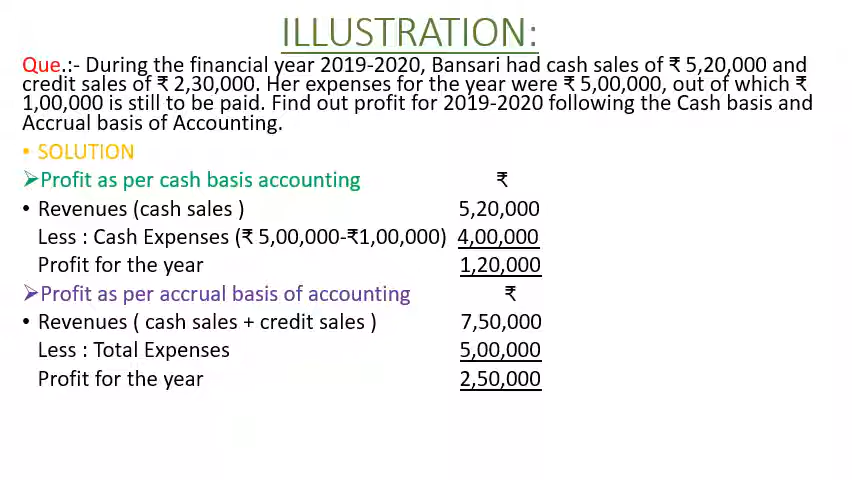 ILLUSTRATION:
Que.:- During the financial year 2019-2020, Bansari had cash sales of ₹ 5,20,000 and
credit sales of ₹ 2,30,000. Her expenses for the year were ₹ 5,00,000, out of which ₹
1,00,000 is still to be paid. Find out profit for 2019-2020 following the Cash basis and
Accrual basis of Accounting.
• SOLUTION
➢Profit as per cash basis accounting ₹
• Revenues (cash sales ) 5,20,000
Less : Cash Expenses (₹ 5,00,000-₹1,00,000) 4,00,000
Profit for the year 1,20,000
➢Profit as per accrual basis of accounting ₹
• Revenues ( cash sales + credit sales ) 7,50,000
Less : Total Expenses 5,00,000
Profit for the year 2,50,000